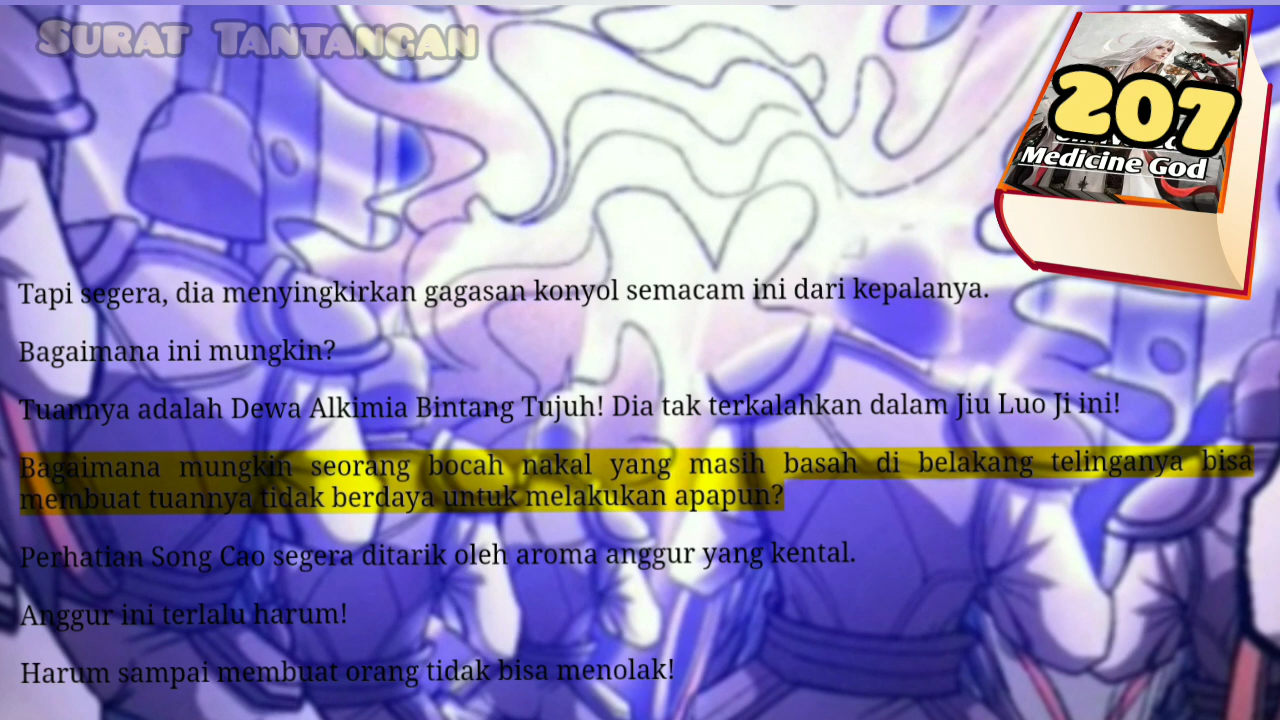 Surat Tantangan
207
Medicine God
Tapi segera, dia menyingkirkan gagasan konyol semacam ini dari kepalanya.
Bagaimana ini mungkin?
Tuannya adalah Dewa Alkimia Bintang Tujuh! Dia tak terkalahkan dalam Jiu Luo Ji ini!
Bagaimana mungkin seorang bocah nakal yang masih basah di belakang telinganya bisa
membuat tuannya tidak berdaya untuk melakukan apapun?
Perhatian Song Cao segera ditarik oleh aroma anggur yang kental.
Anggur ini terlalu harum!
Harum sampai membuat orang tidak bisa menolak!